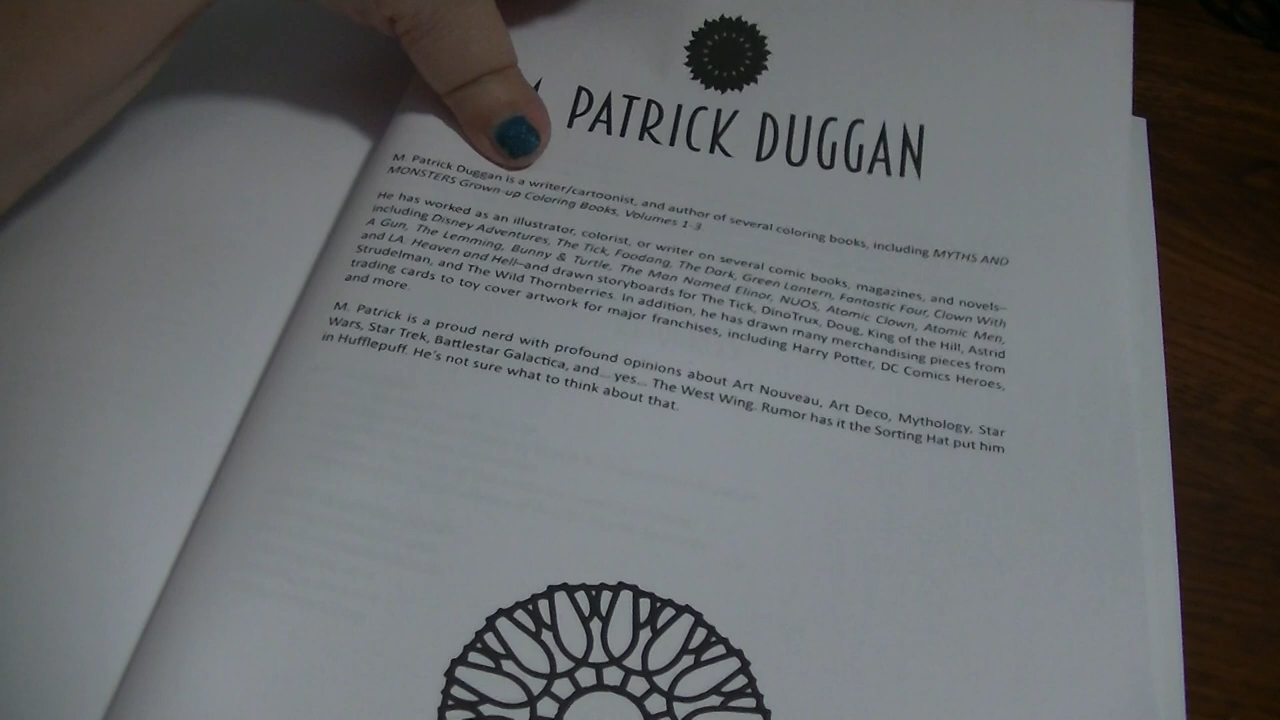 PATRICK DUGGAN
M. Patrick Duggan is a writer/cartoonist, and author of several coloring books, including MYTHS AND
MONSTERS Grown-up Coloring Books, Volumes 1-3
He has worked as an illustrator, colorist, or writer on several comic books, magazines, and novels–
including Disney Adventures, The Tick, Foodang, The Dark, Green Lantern, Fantastic Four, Clown With
A Gun, The Lemming, Bunny & Turtle, The Man Named Elinor, NUOS, Atomic Clown, Atomic Men,
and LA. Heaven and Hell–and drawn storyboards for The Tick, DinoTrux, Doug, King of the Hill, Astrid
Strudelman, and The Wild Thornberries. In addition, he has drawn many merchandising pieces from
trading cards to toy cover artwork for major franchises, including Harry Potter, DC Comics Heroes,
and more.
M. Patrick is a proud nerd with profound opinions about Art Nouveau, Art Deco, Mythology, Star
Wars, Star Trek, Battlestar Galactica, and... yes... The West Wing. Rumor has it the Sorting Hat put him
in Hufflepuff. He's not sure what to think about that.